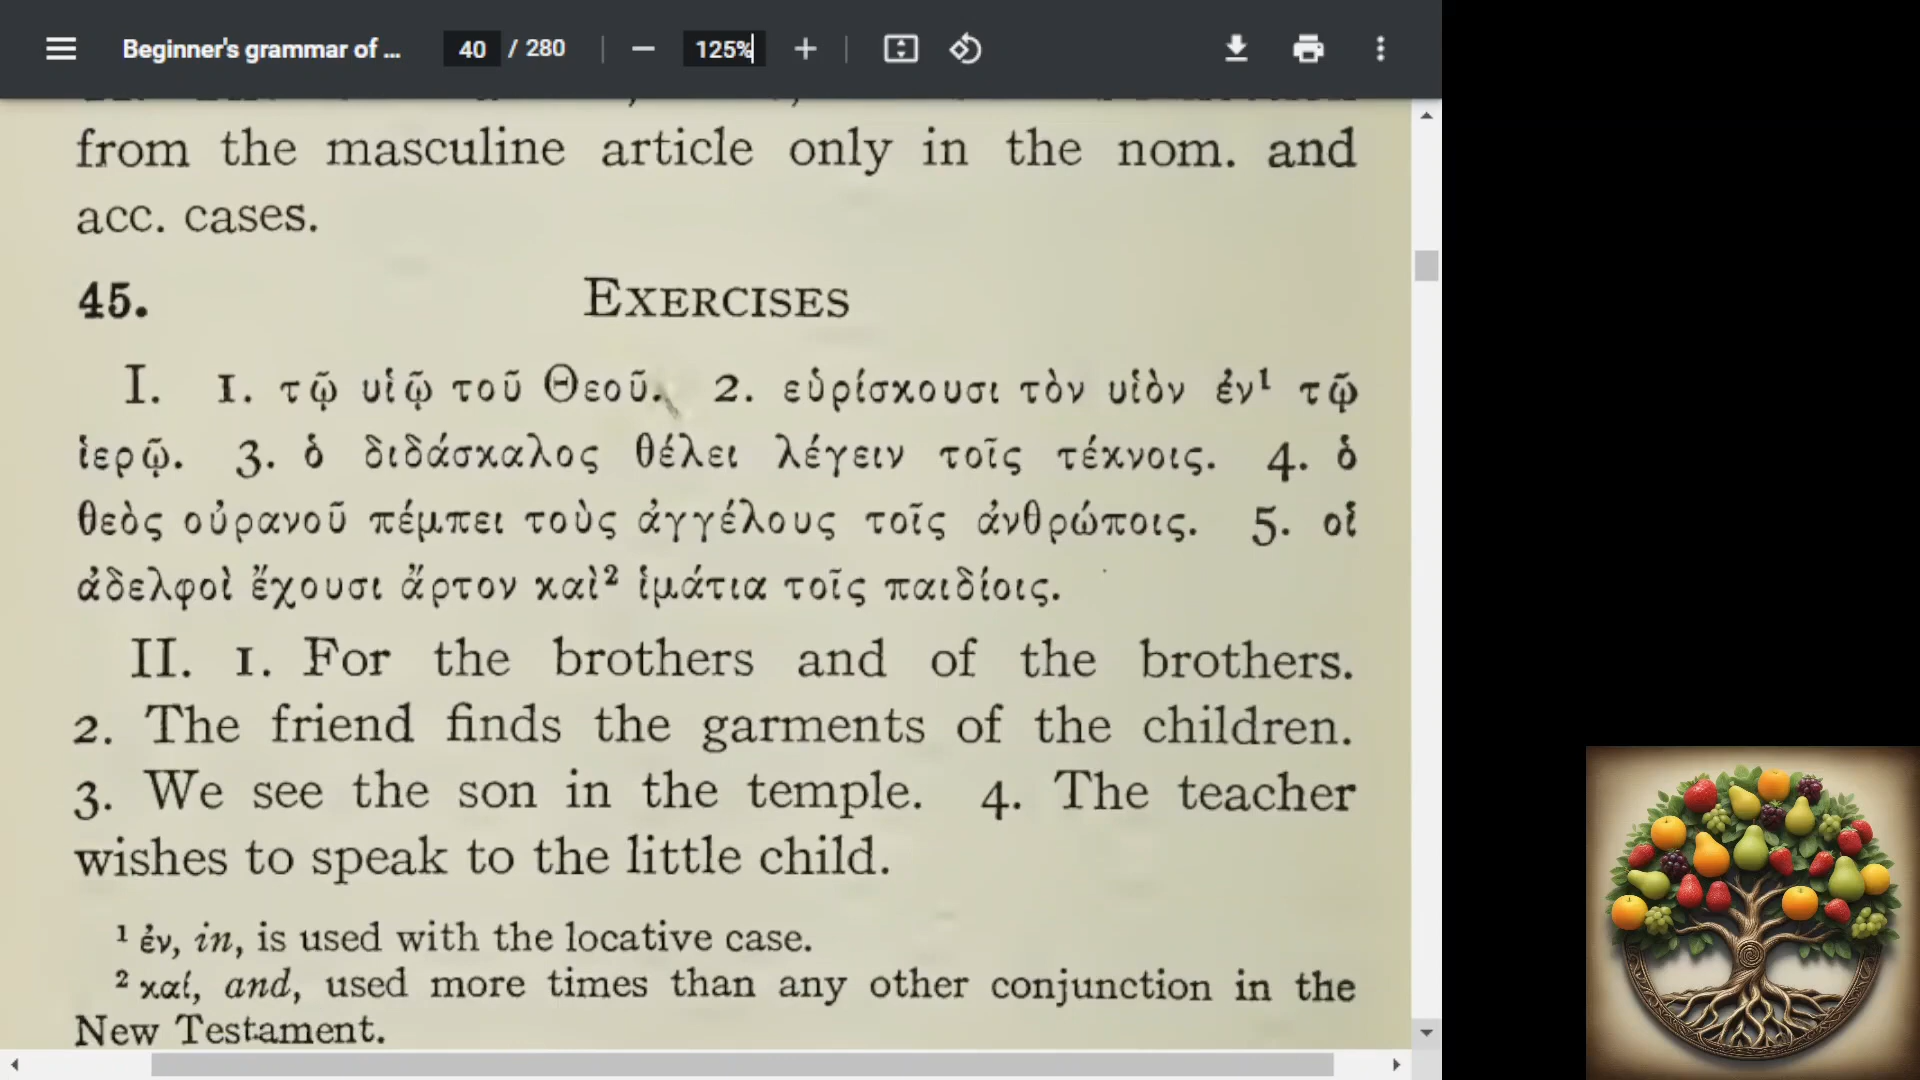 Beginner's grammar of ... 40 / 280 125%
from the masculine article only in the nom. and
acc. cases.
45. EXERCISES
I. 1. τῷ υἱῷ τοῦ Θεοῦ. 2. εὑρίσκουσι τὸν υἱὸν ἐν¹ τῷ
ἱερῷ. 3. ὁ διδάσκαλος θέλει λέγειν τοῖς τέκνοις. 4. ὁ
θεὸς οὐρανοῦ πέμπει τοὺς ἀγγέλους τοῖς ἀνθρώποις. 5. οἱ
ἀδελφοὶ ἔχουσι ἄρτον καὶ² ἱμάτια τοῖς παιδίοις.
II. 1. For the brothers and of the brothers.
2. The friend finds the garments of the children.
3. We see the son in the temple. 4. The teacher
wishes to speak to the little child.
¹ ἐν, in, is used with the locative case.
² καί, and, used more times than any other conjunction in the
New Testament.